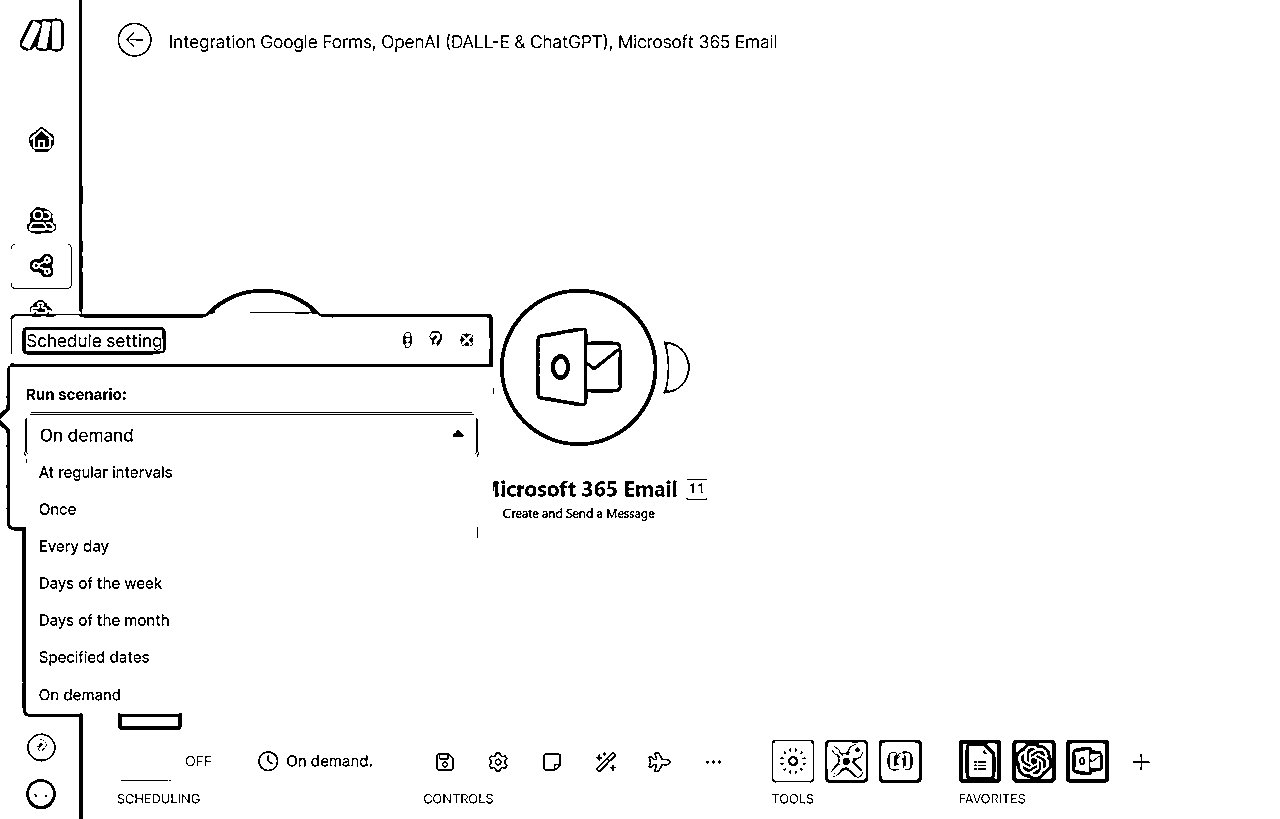 Integration Google Forms, OpenAI (DALL-E & ChatGPT), Microsoft 365 Email
Schedule setting
Run scenario:
On demand
At regular intervals
Once
Every day
Days of the week
Days of the month
Specified dates
On demand
Microsoft 365 Email 11
Create and Send a Message
OFF
On demand.
SCHEDULING
CONTROLS
TOOLS
FAVORITES